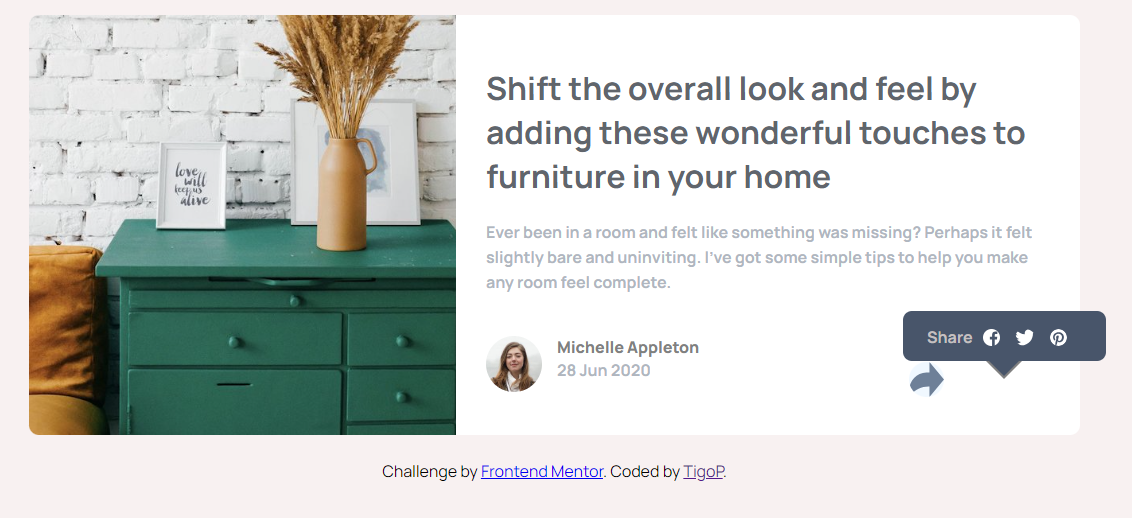 love
will
keep us
alive
Shift the overall look and feel by
adding these wonderful touches to
furniture in your home
Ever been in a room and felt like something was missing? Perhaps it felt
slightly bare and uninviting. I've got some simple tips to help you make
any room feel complete.
Share
Michelle Appleton
28 Jun 2020
Challenge by Frontend Mentor. Coded by TigoP.